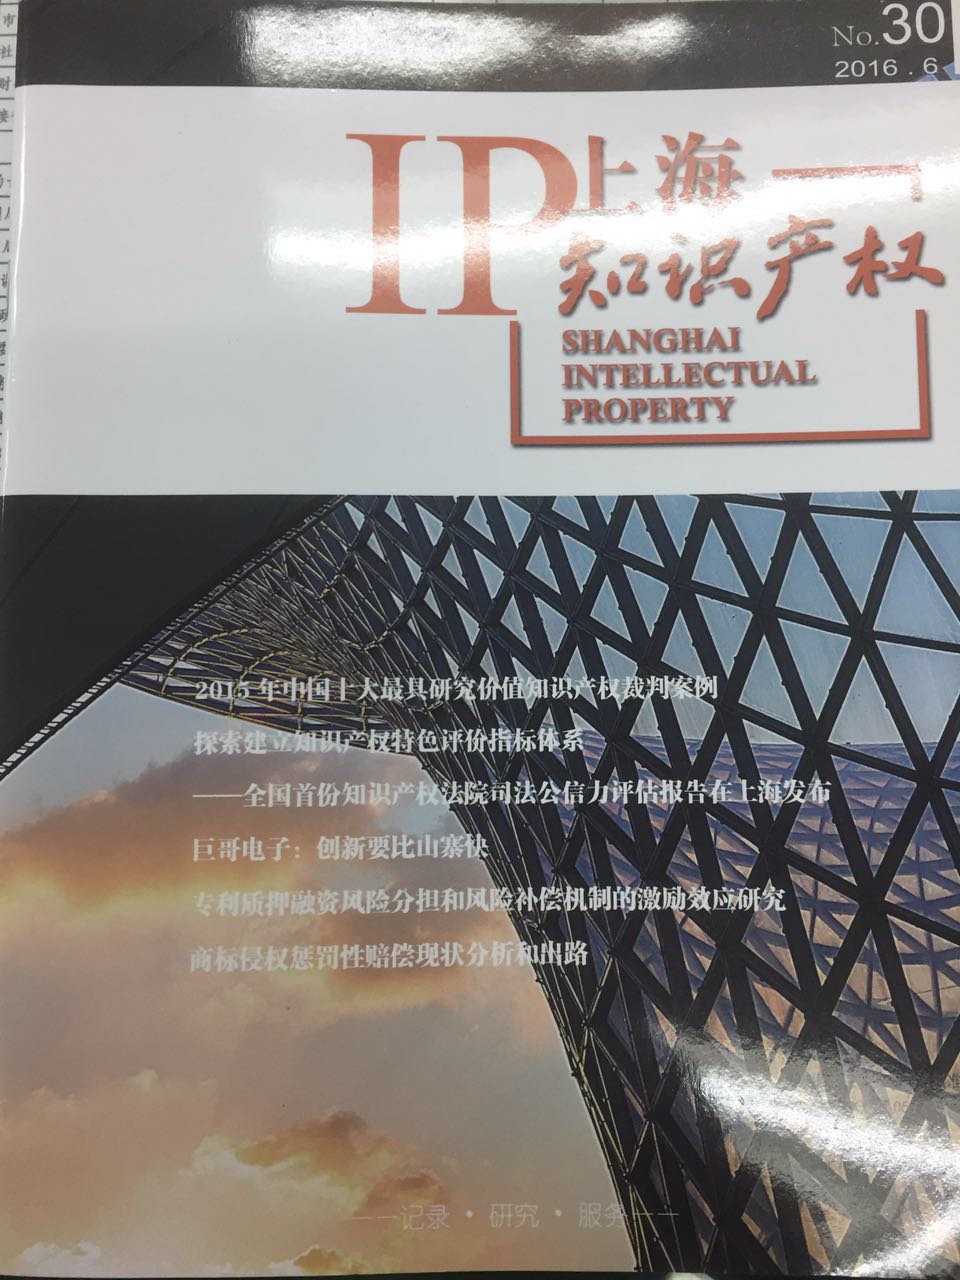 No.30
2016.6
IP上海
知识产权
SHANGHAI
INTELLECTUAL
PROPERTY
2015年中国十大最具研究价值知识产权裁判案例
探索建立知识产权特色评价指标体系
——全国首份知识产权法院司法公信力评估报告在上海发布
巨哥电子：创新要比山寨快
专利质押融资风险分担和风险补偿机制的激励效应研究
商标侵权惩罚性赔偿现状分析和出路
——记录·研究·服务——
市
社
财